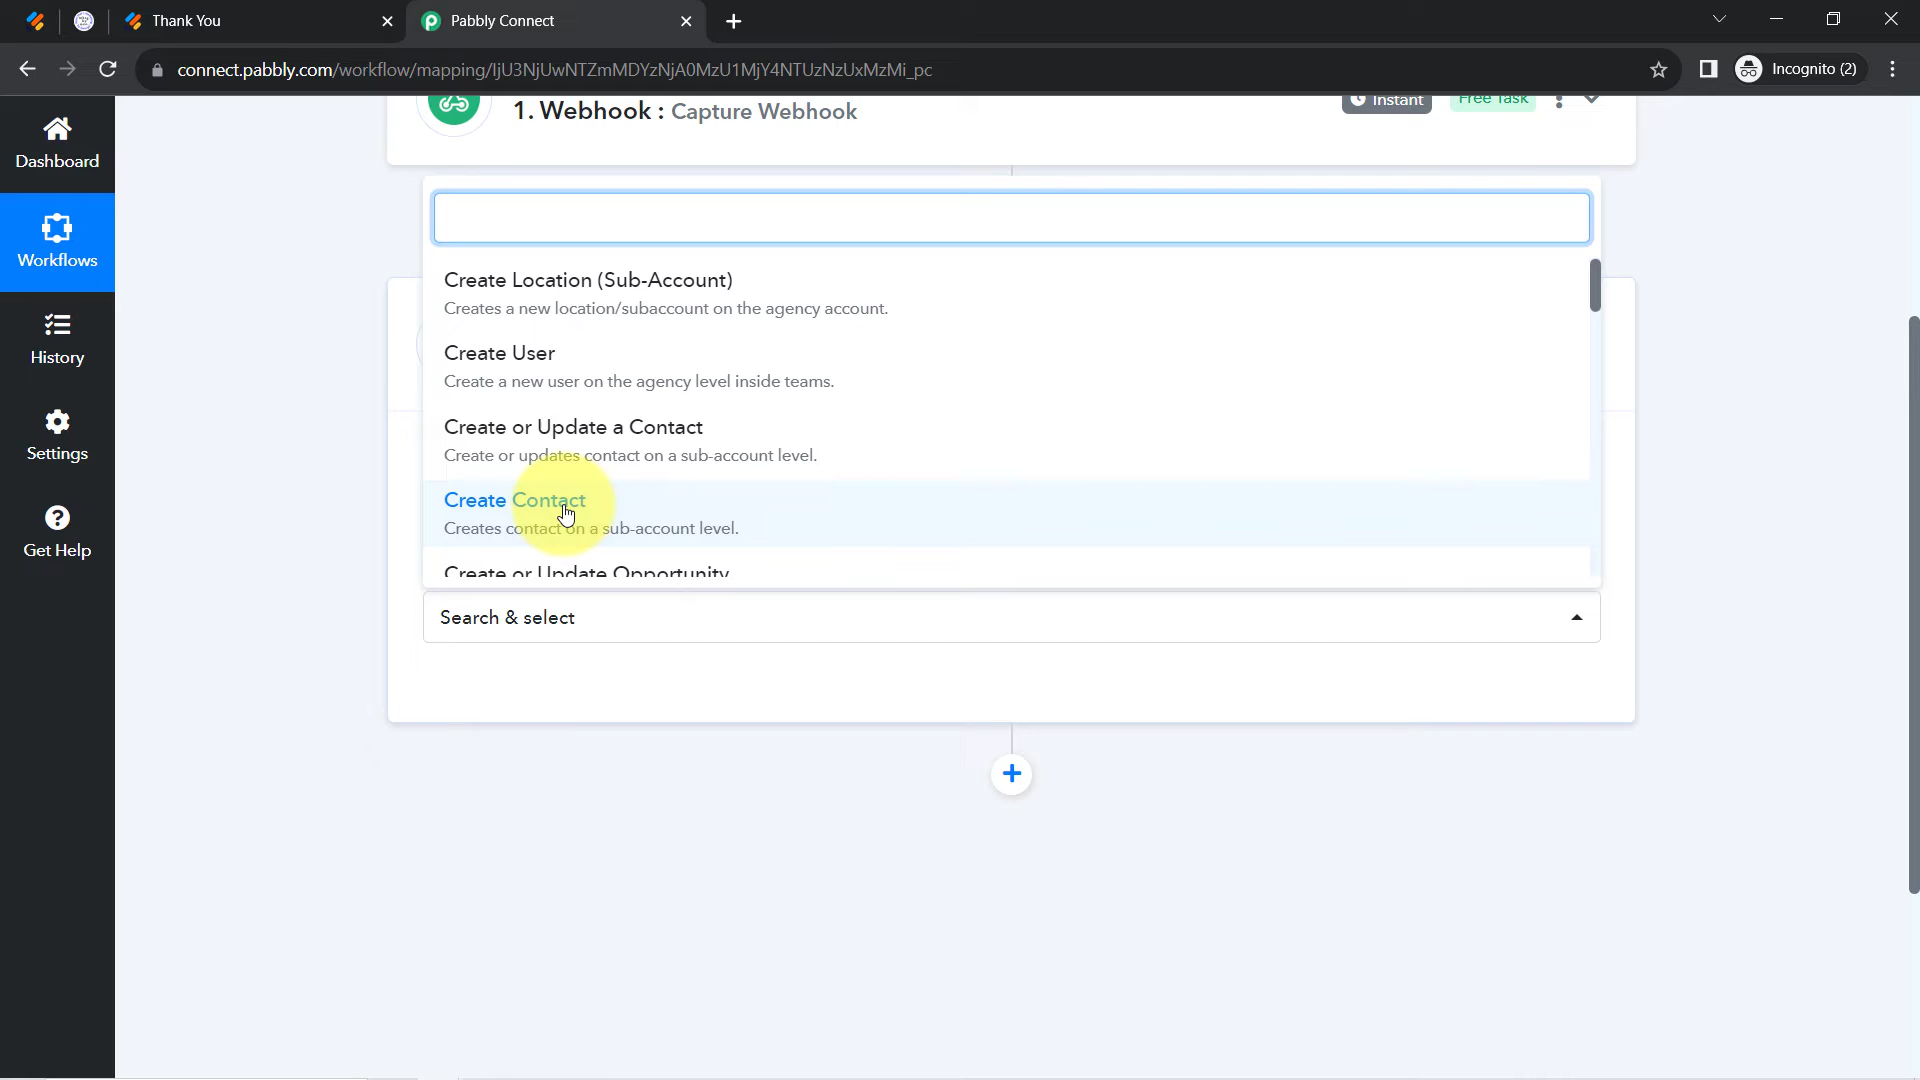 Thank You
Pabbly Connect
connect.pabbly.com/workflow/mapping/IjU3NjUwNTZmMDYzNjA0MzU1MjY4NTUzNzUxMzMi_pc
Incognito (2)
Dashboard
Workflows
History
Settings
Get Help
1. Webhook : Capture Webhook
Instant
Free Task
Create Location (Sub-Account)
Creates a new location/subaccount on the agency account.
Create User
Create a new user on the agency level inside teams.
Create or Update a Contact
Create or updates contact on a sub-account level.
Create Contact
Creates contact on a sub-account level.
Create or Update Opportunity
Search & select